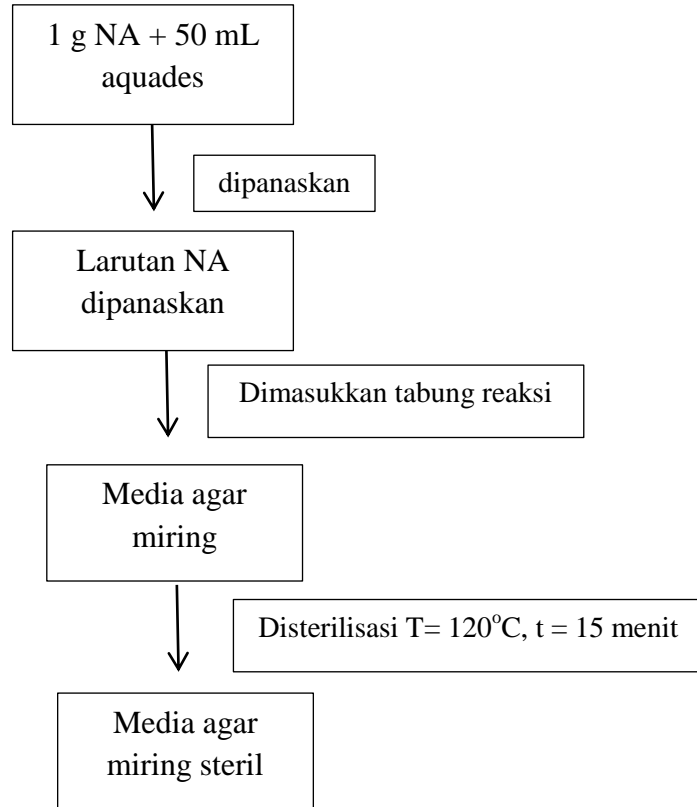 1 g NA + 50 mL
aquades
dipanaskan
Larutan NA
dipanaskan
Dimasukkan tabung reaksi
Media agar
miring
Disterilisasi T= 120°C, t = 15 menit
Media agar
miring steril